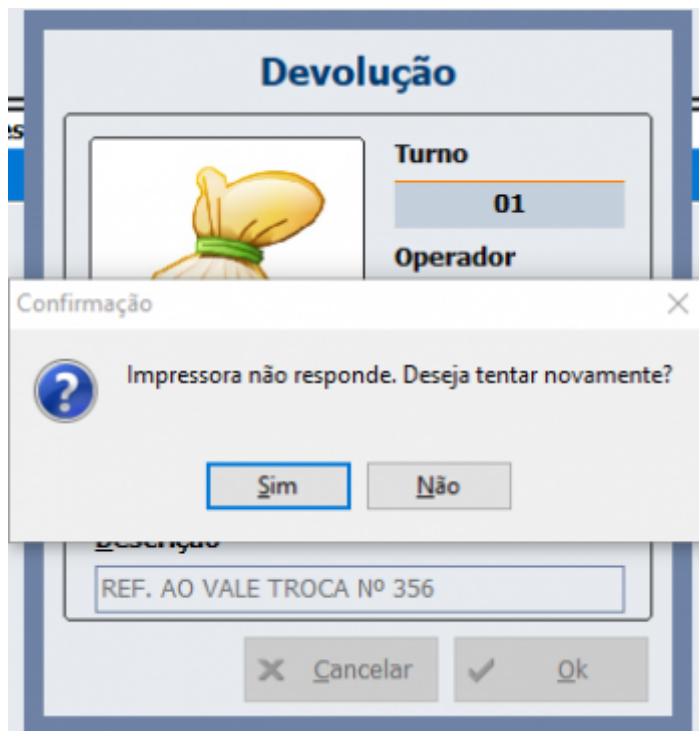 Devolução
Turno
01
Operador
Confirmação
Impressora não responde. Deseja tentar novamente?
Sim
Não
REF. AO VALE TROCA Nº 356
Cancelar
Ok